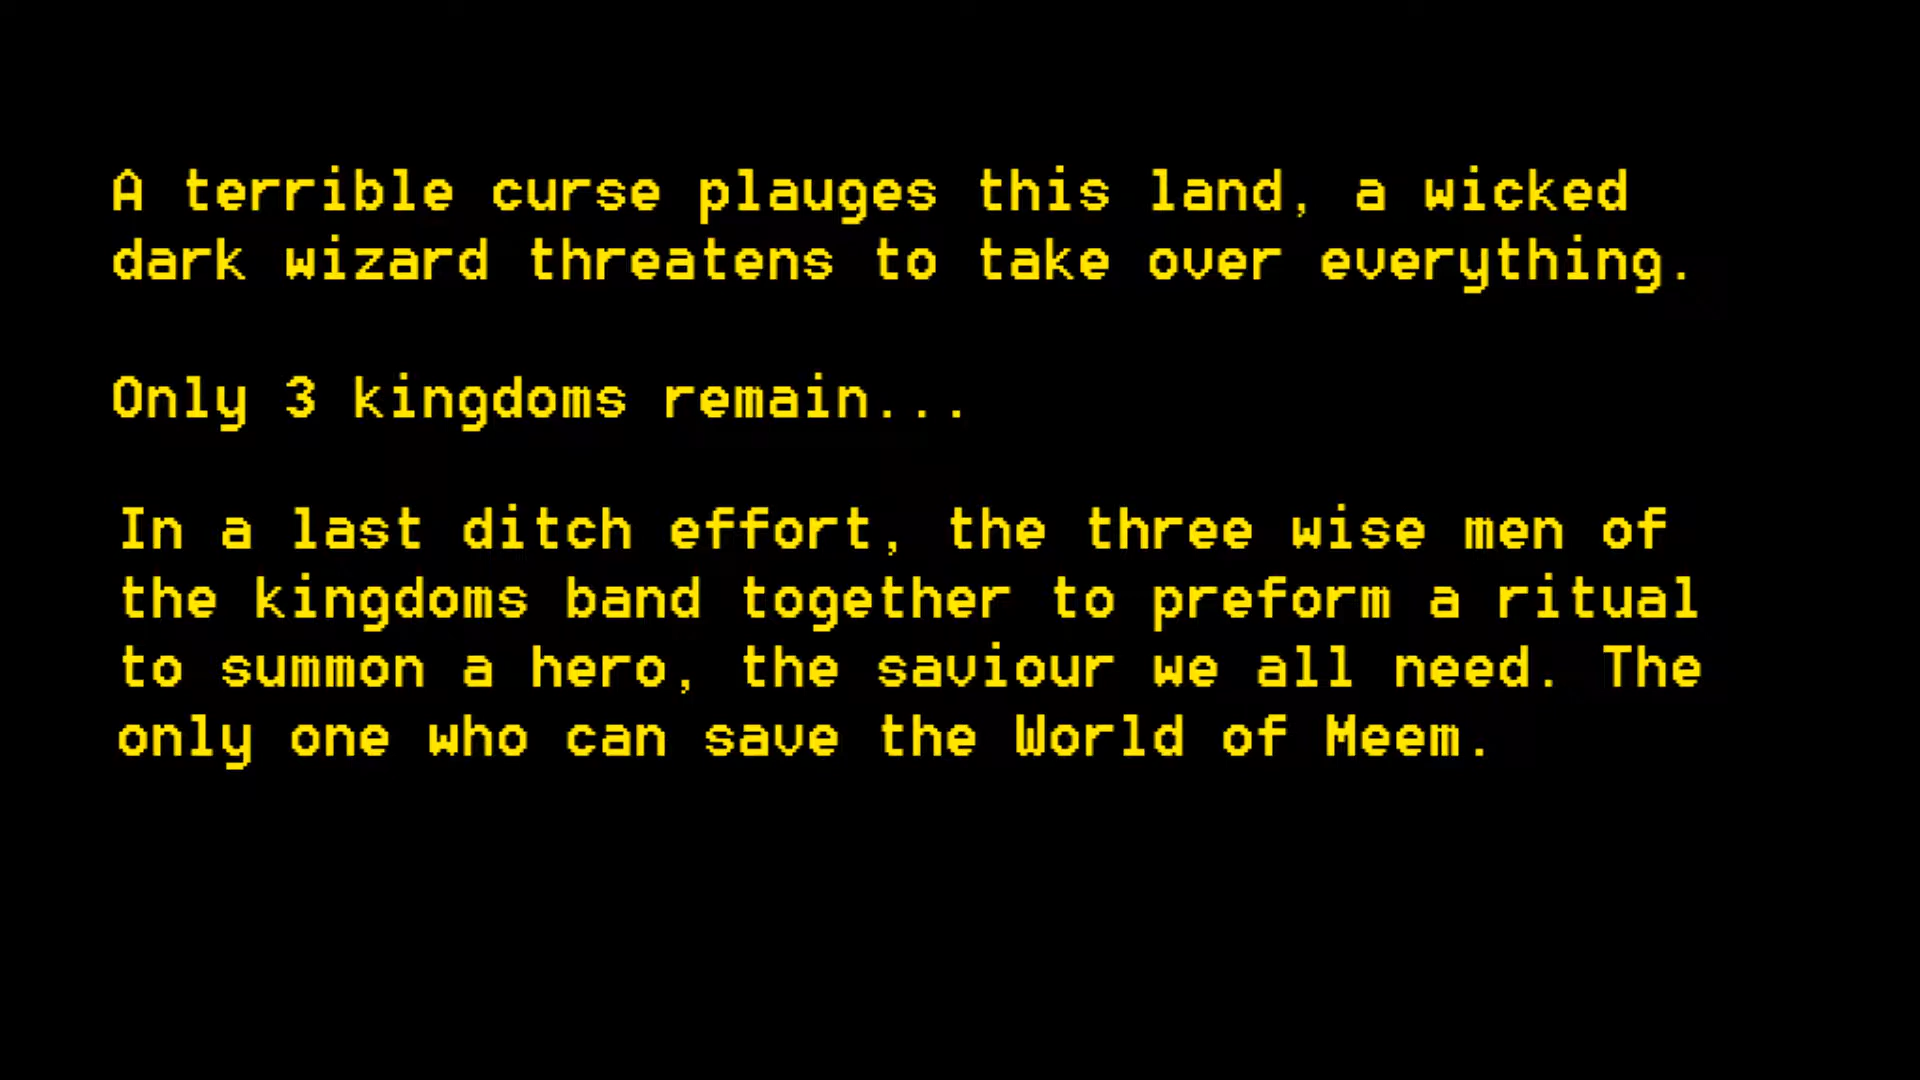 A terrible curse plauges this land, a wicked
dark wizard threatens to take over everything.
Only 3 kingdoms remain...
In a last ditch effort, the three wise men of
the kingdoms band together to preform a ritual
to summon a hero, the saviour we all need. The
only one who can save the World of Meem.